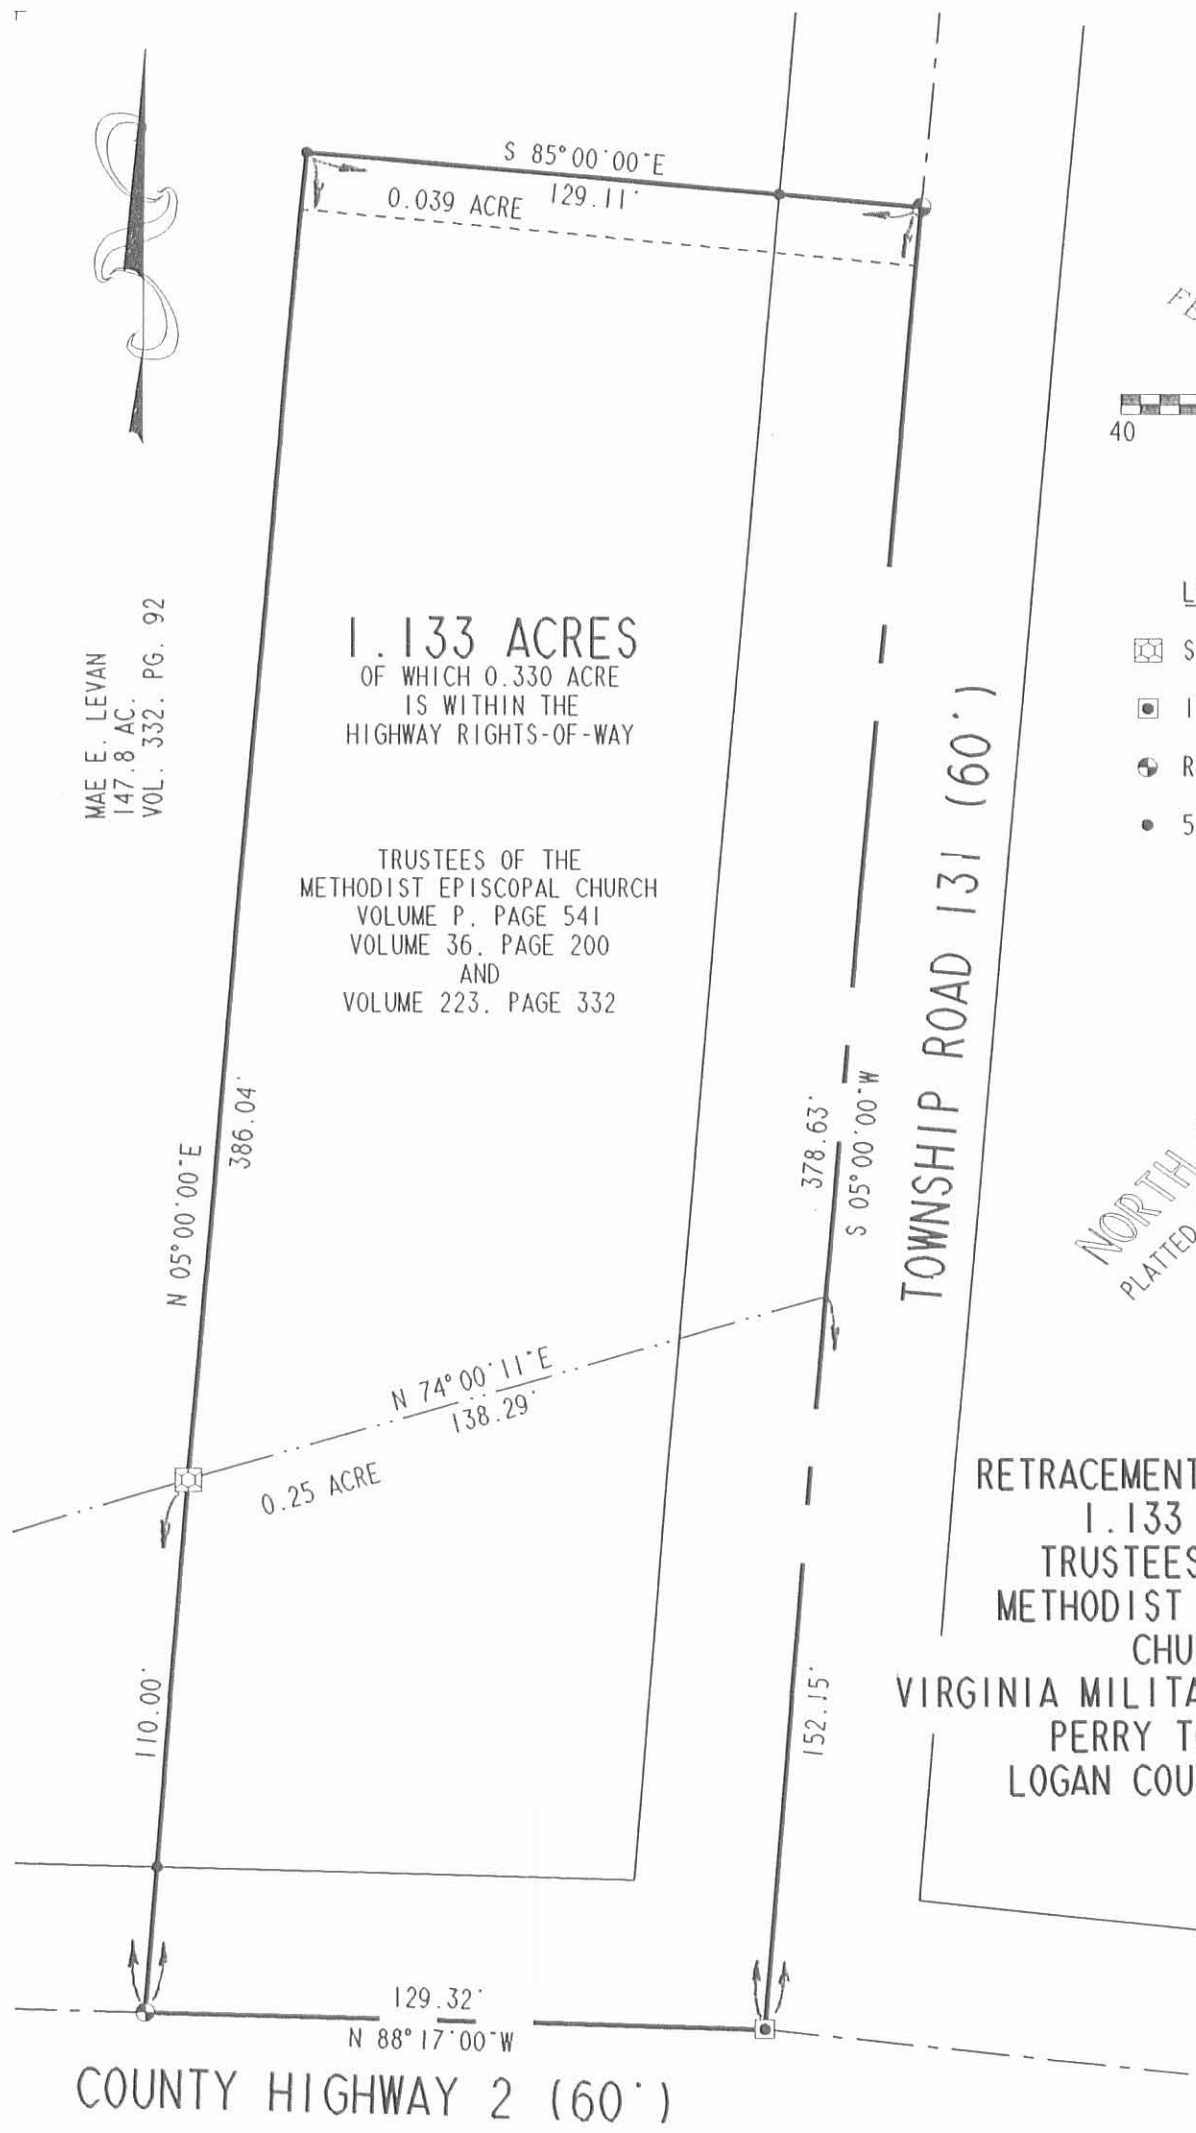 S 85°00'00"E
129.11'
0.039 ACRE
40
1.133 ACRES
OF WHICH 0.330 ACRE
IS WITHIN THE
HIGHWAY RIGHTS-OF-WAY
MAE E. LEVAN
147.8 AC.
VOL. 332, PG. 92
L
S
I
R
5
TRUSTEES OF THE
METHODIST EPISCOPAL CHURCH
VOLUME P, PAGE 541
VOLUME 36, PAGE 200
AND
VOLUME 223, PAGE 332
TOWNSHIP ROAD 131 (60')
N 05°00'00"E
386.04'
378.63'
S 05°00'00"W
NORTH
PLATTED
N 74°00'11"E
138.29'
0.25 ACRE
RETRACEMENT
1.133
TRUSTEES
METHODIST
CHU
VIRGINIA MILITA
PERRY T
LOGAN COU
110.00'
152.15'
129.32'
N 88°17'00"W
COUNTY HIGHWAY 2 (60')